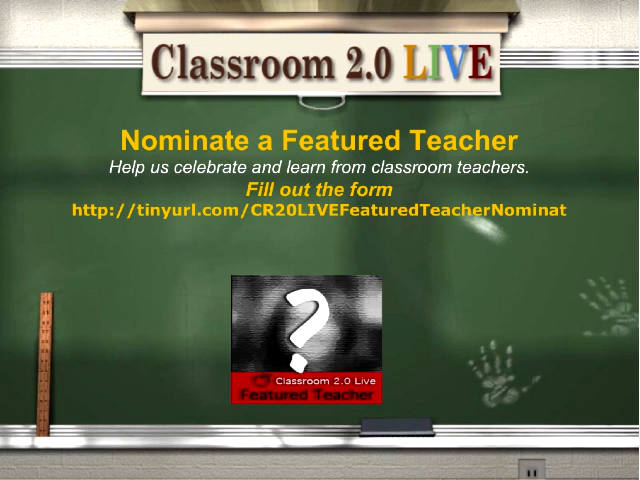 Classroom 2.0 LIVE
Nominate a Featured Teacher
Help us celebrate and learn from classroom teachers.
Fill out the form
http://tinyurl.com/CR20LIVEFeaturedTeacherNominat
?
Classroom 2.0 Live
Featured Teacher